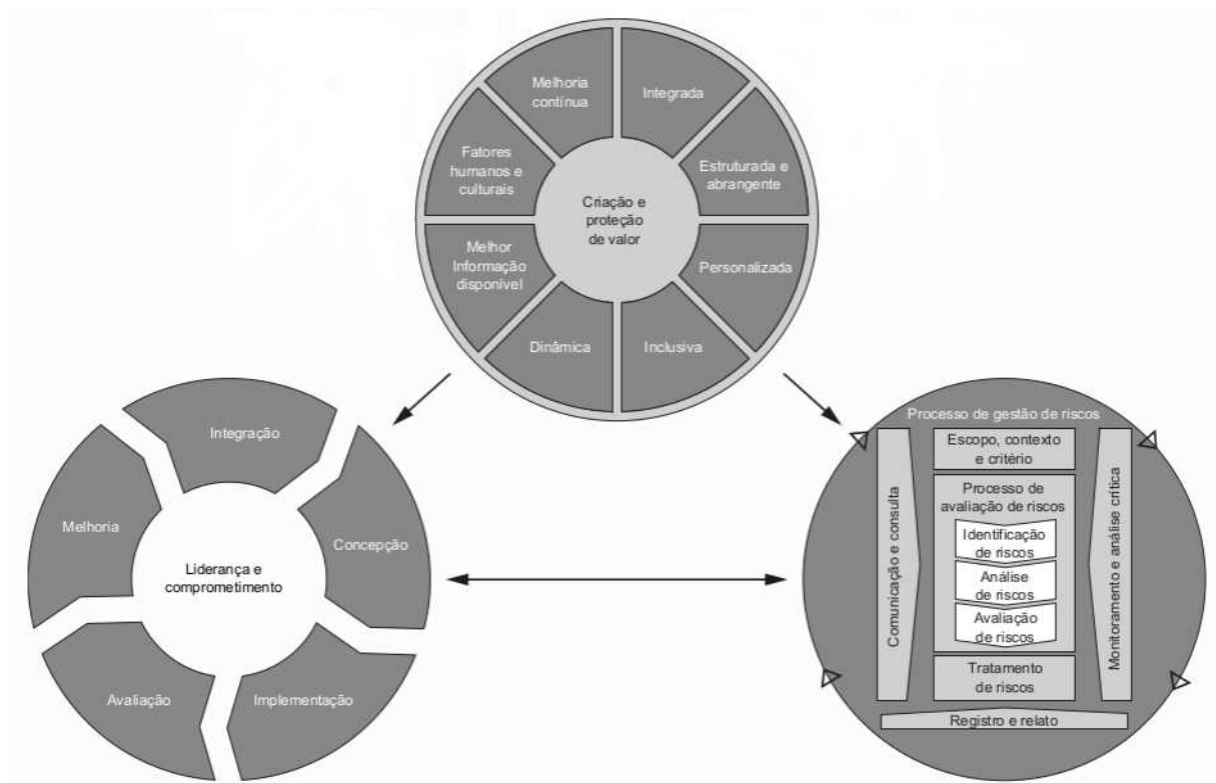 Melhoria
contínua
Integrada
Fatores
humanos e
culturais
Estruturada e
abrangente
Criação e
proteção
de valor
Melhor
Informação
disponível
Personalizada
Dinâmica
Inclusiva
Integração
Melhoria
Concepção
Liderança e
comprometimento
Avaliação
Implementação
Processo de gestão de riscos
Escopo, contexto
e critério
Processo de
avaliação de riscos
Identificação
de riscos
Análise
de riscos
Avaliação
de riscos
Tratamento
de riscos
Comunicação e consulta
Monitoramento e análise crítica
Registro e relato